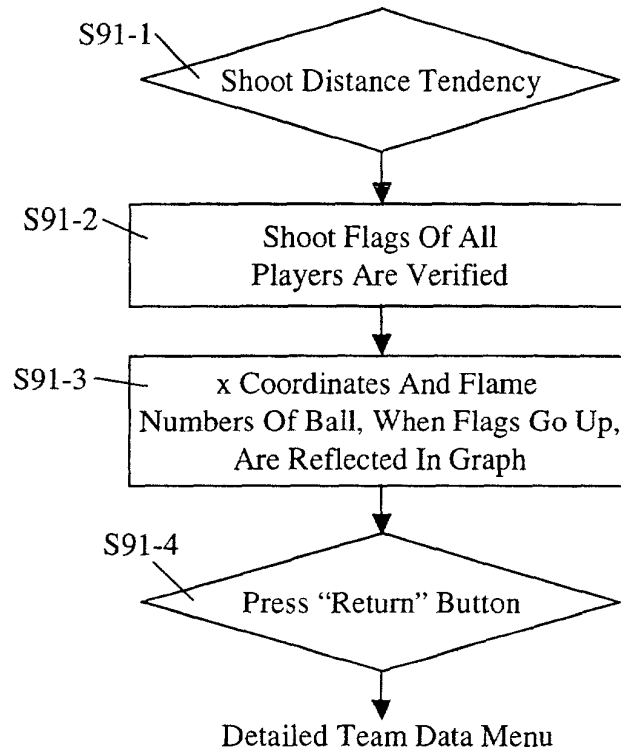 S91-1
Shoot Distance Tendency
S91-2
Shoot Flags Of All
Players Are Verified
S91-3
x Coordinates And Flame
Numbers Of Ball, When Flags Go Up,
Are Reflected In Graph
S91-4
Press “Return” Button
Detailed Team Data Menu